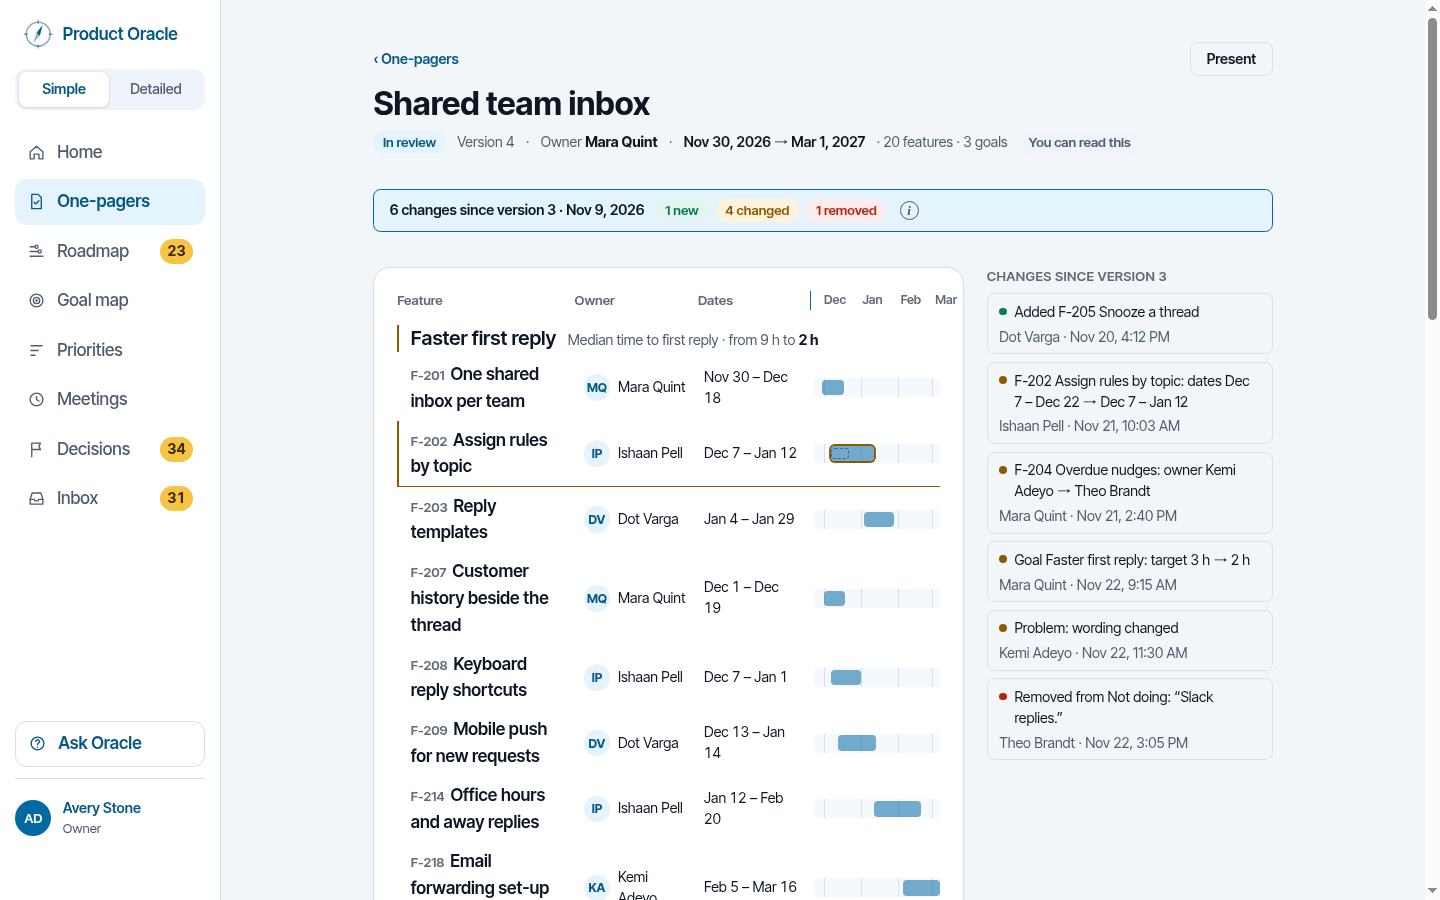 Product Oracle
Simple
Detailed
Home
One-pagers
Roadmap
23
Goal map
Priorities
Meetings
Decisions
34
Inbox
31
Ask Oracle
AD
Avery Stone
Owner
‹ One-pagers
Present
Shared team inbox
In review Version 4 · Owner Mara Quint · Nov 30, 2026 → Mar 1, 2027 · 20 features · 3 goals You can read this
6 changes since version 3 · Nov 9, 2026 1 new 4 changed 1 removed i
Feature Owner Dates Dec Jan Feb Mar
Faster first reply Median time to first reply · from 9 h to 2 h
F-201 One shared
inbox per team
MQ Mara Quint
Nov 30 – Dec
18
F-202 Assign rules
by topic
IP Ishaan Pell
Dec 7 – Jan 12
F-203 Reply
templates
DV Dot Varga
Jan 4 – Jan 29
F-207 Customer
history beside the
thread
MQ Mara Quint
Dec 1 – Dec
19
F-208 Keyboard
reply shortcuts
IP Ishaan Pell
Dec 7 – Jan 1
F-209 Mobile push
for new requests
DV Dot Varga
Dec 13 – Jan
14
F-214 Office hours
and away replies
IP Ishaan Pell
Jan 12 – Feb
20
F-218 Email
forwarding set-up
KA Kemi
Adeyo
Feb 5 – Mar 16
CHANGES SINCE VERSION 3
Added F-205 Snooze a thread
Dot Varga · Nov 20, 4:12 PM
F-202 Assign rules by topic: dates Dec
7 – Dec 22 → Dec 7 – Jan 12
Ishaan Pell · Nov 21, 10:03 AM
F-204 Overdue nudges: owner Kemi
Adeyo → Theo Brandt
Mara Quint · Nov 21, 2:40 PM
Goal Faster first reply: target 3 h → 2 h
Mara Quint · Nov 22, 9:15 AM
Problem: wording changed
Kemi Adeyo · Nov 22, 11:30 AM
Removed from Not doing: “Slack
replies.”
Theo Brandt · Nov 22, 3:05 PM